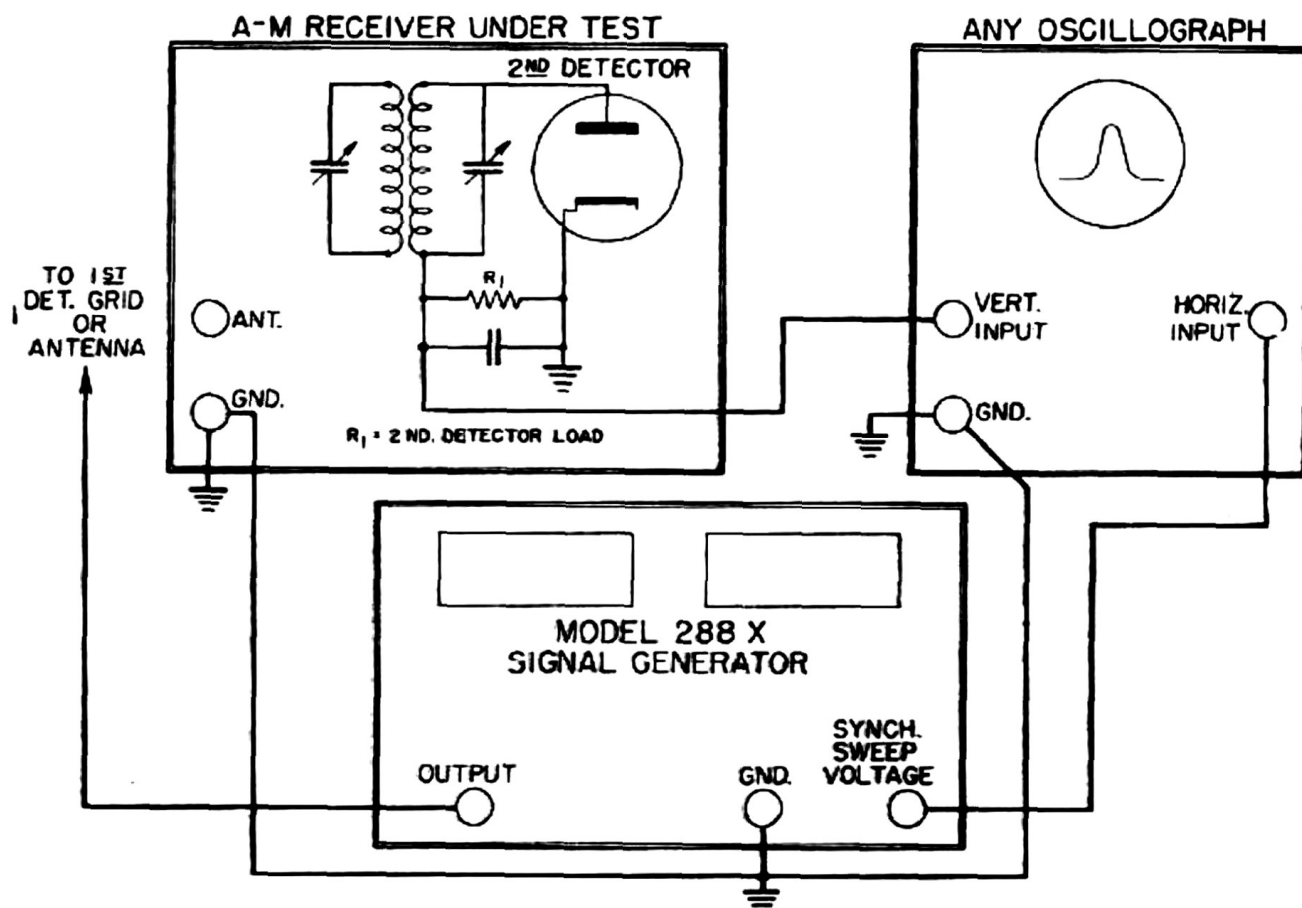 A-M RECEIVER UNDER TEST
2ND DETECTOR
R1
ANT.
GND.
R1 = 2 ND. DETECTOR LOAD
TO 1ST
DET. GRID
OR
ANTENNA
ANY OSCILLOGRAPH
VERT.
INPUT
HORIZ.
INPUT
GND.
MODEL 288 X
SIGNAL GENERATOR
OUTPUT
GND.
SYNCH.
SWEEP
VOLTAGE